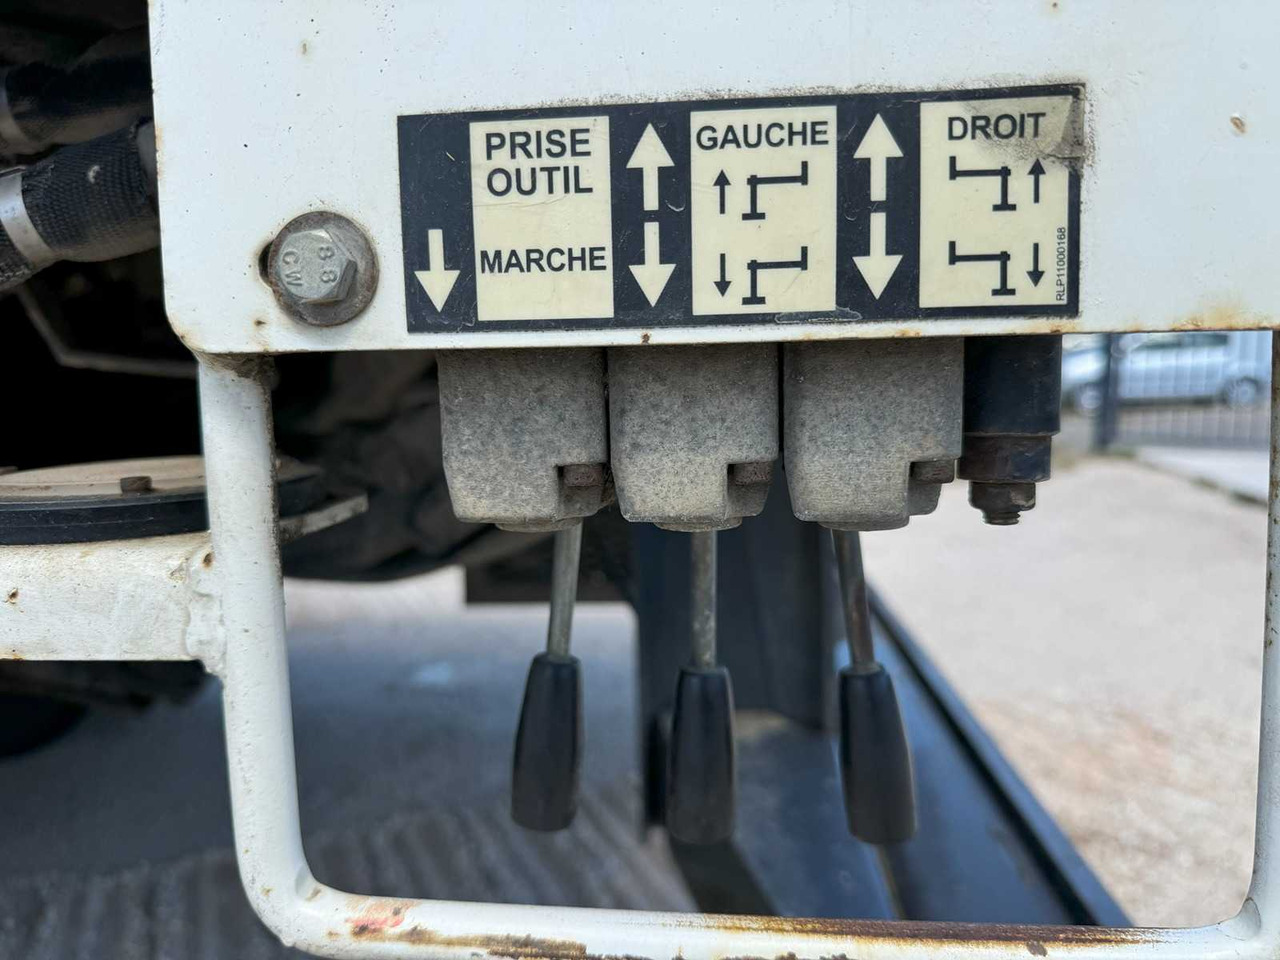 PRISE
OUTIL
MARCHE
GAUCHE
DROIT
RLP11000168
8 8
CW